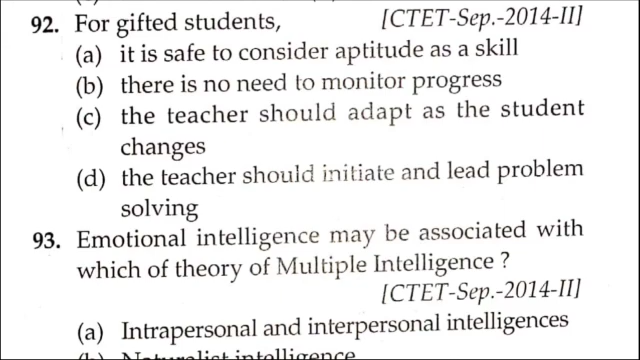 92. For gifted students, [CTET-Sep.-2014-II]
(a) it is safe to consider aptitude as a skill
(b) there is no need to monitor progress
(c) the teacher should adapt as the student
changes
(d) the teacher should initiate and lead problem
solving
93. Emotional intelligence may be associated with
which of theory of Multiple Intelligence ?
[CTET-Sep.-2014-II]
(a) Intrapersonal and interpersonal intelligences
(b) Naturalist intelligence